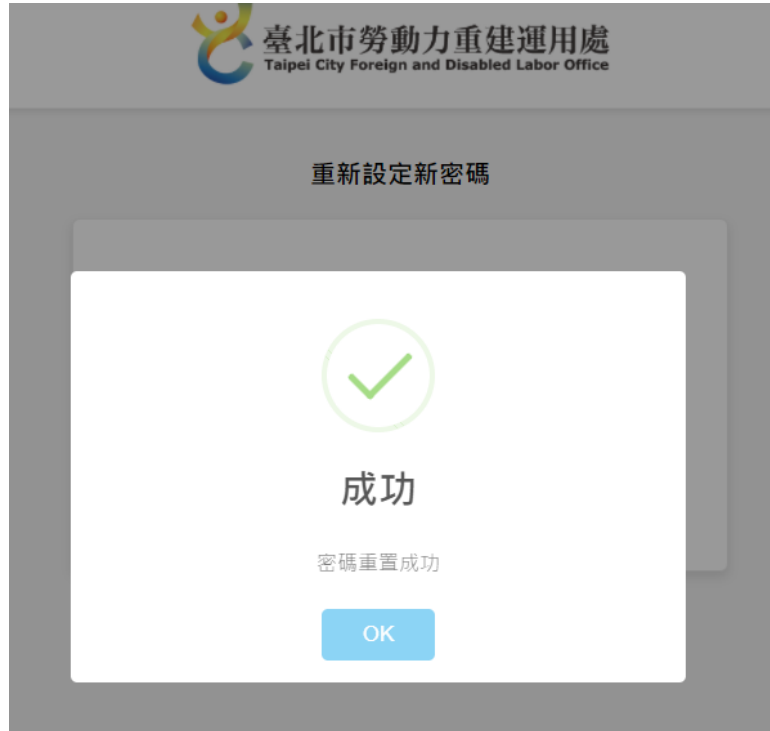 臺北市勞動力重建運用處
Taipei City Foreign and Disabled Labor Office
重新設定新密碼
成功
密碼重置成功
OK